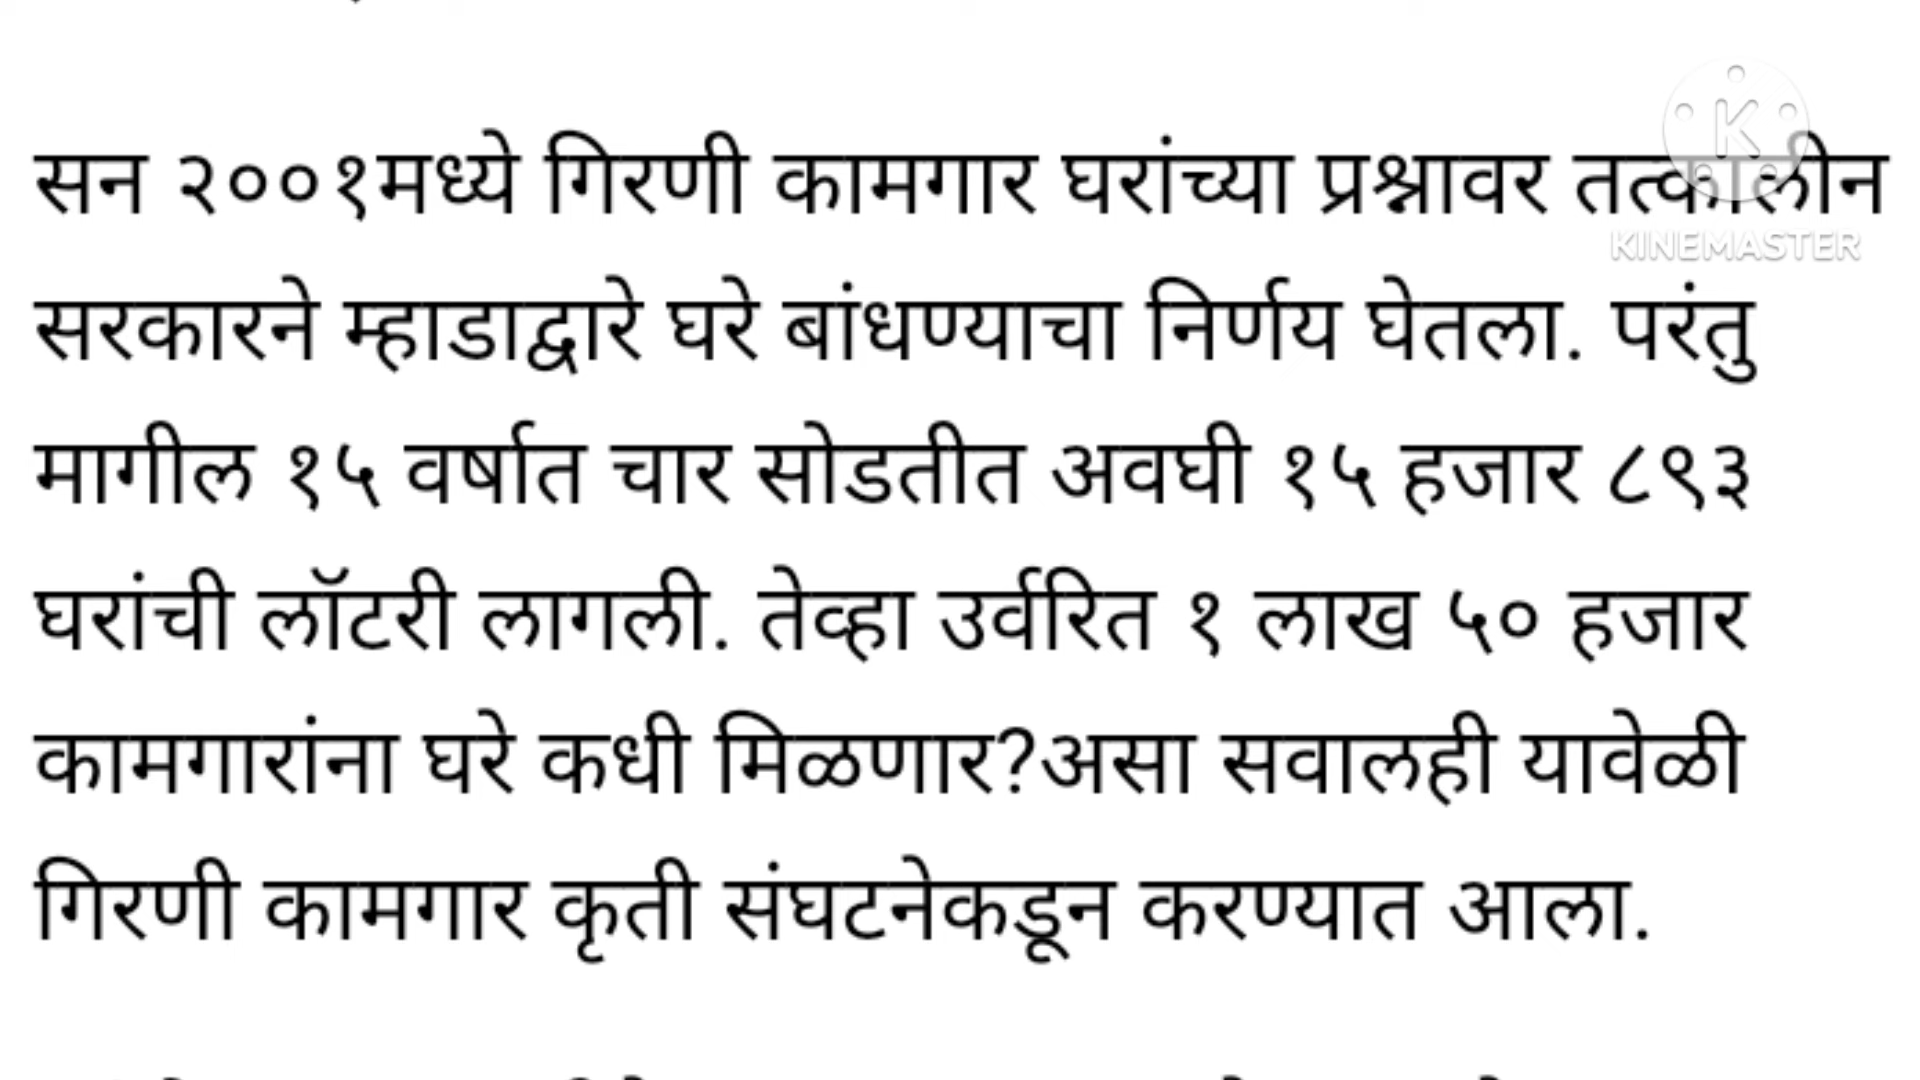 सन २००१मध्ये गिरणी कामगार घरांच्या प्रश्नावर तत्कालीन
KINEMASTER
सरकारने म्हाडाद्वारे घरे बांधण्याचा निर्णय घेतला. परंतु
मागील १५ वर्षात चार सोडतीत अवघी १५ हजार ८९३
घरांची लॉटरी लागली. तेव्हा उर्वरित १ लाख ५० हजार
कामगारांना घरे कधी मिळणार?असा सवालही यावेळी
गिरणी कामगार कृती संघटनेकडून करण्यात आला.